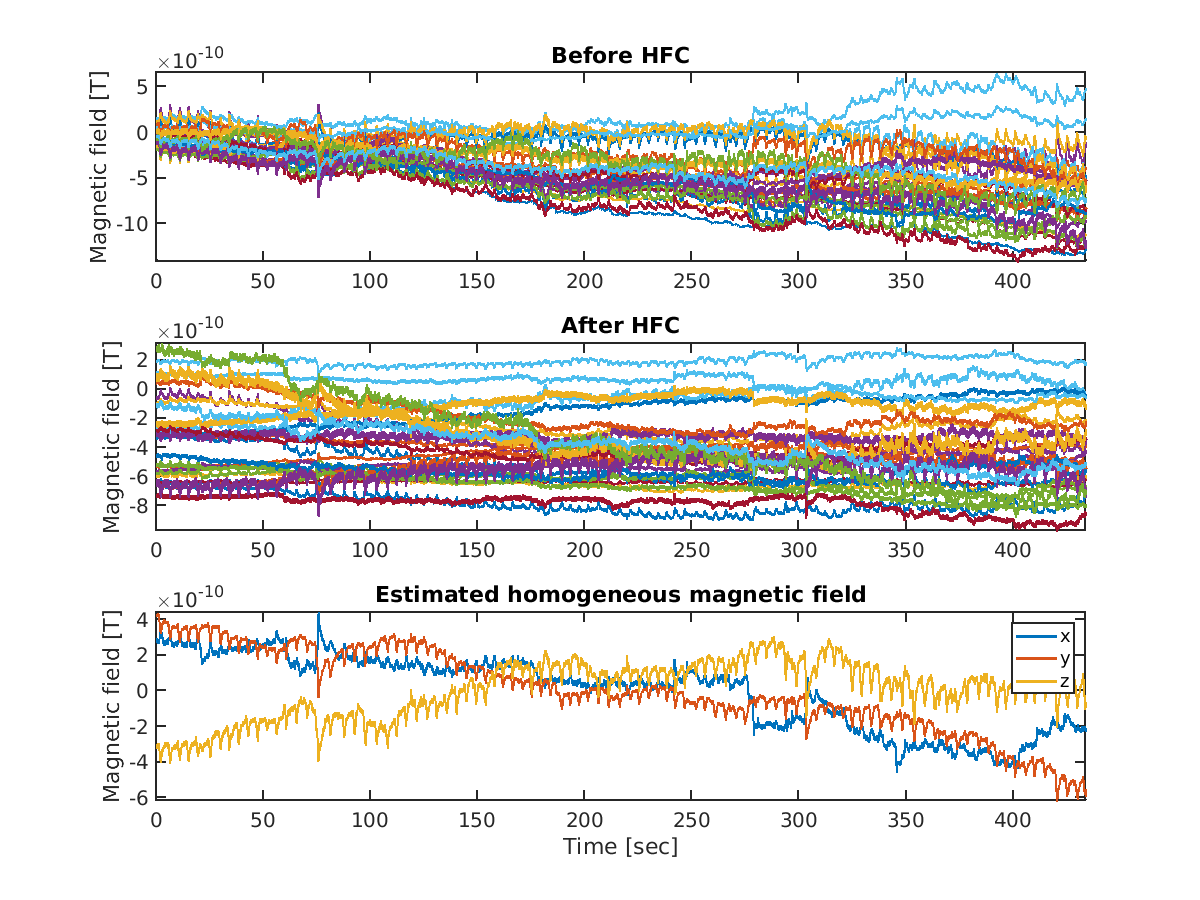 Before HFC
×10-10
Magnetic field [T]
5
0
-5
-10
0 50 100 150 200 250 300 350 400
After HFC
×10-10
Magnetic field [T]
2
0
-2
-4
-6
-8
0 50 100 150 200 250 300 350 400
Estimated homogeneous magnetic field
×10-10
Magnetic field [T]
4
2
0
-2
-4
-6
x
y
z
0 50 100 150 200 250 300 350 400
Time [sec]